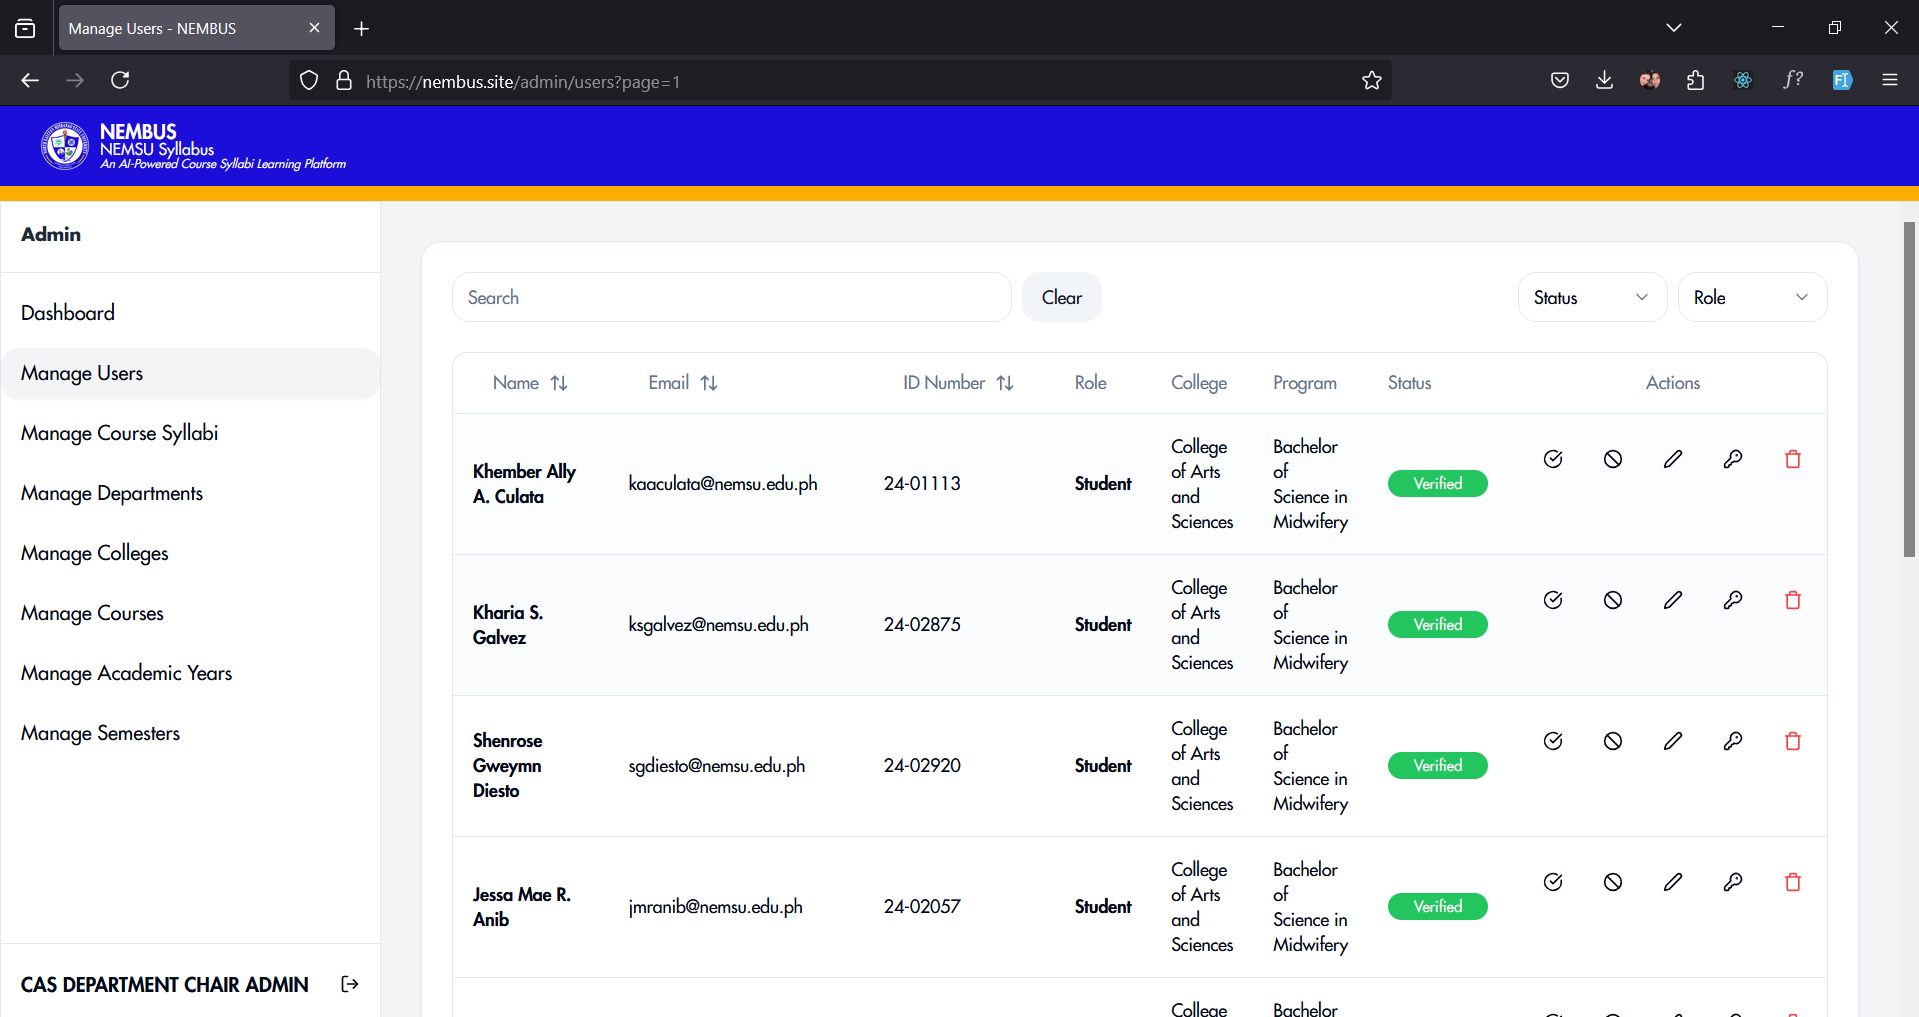 Manage Users - NEMBUS
https://nembus.site/admin/users?page=1
NEMBUS
NEMSU Syllabus
An AI-Powered Course Syllabi Learning Platform
Admin
Dashboard
Manage Users
Manage Course Syllabi
Manage Departments
Manage Colleges
Manage Courses
Manage Academic Years
Manage Semesters
CAS DEPARTMENT CHAIR ADMIN
Search
Clear
Status
Role
Name Email ID Number Role College Program Status Actions
Khember Ally
A. Culata
kaaculata@nemsu.edu.ph
24-01113
Student
College
of Arts
and
Sciences
Bachelor
of
Science in
Midwifery
Verified
Kharia S.
Galvez
ksgalvez@nemsu.edu.ph
24-02875
Student
College
of Arts
and
Sciences
Bachelor
of
Science in
Midwifery
Verified
Shenrose
Gweymn
Diesto
sgdiesto@nemsu.edu.ph
24-02920
Student
College
of Arts
and
Sciences
Bachelor
of
Science in
Midwifery
Verified
Jessa Mae R.
Anib
jmranib@nemsu.edu.ph
24-02057
Student
College
of Arts
and
Sciences
Bachelor
of
Science in
Midwifery
Verified
College
Bachelor